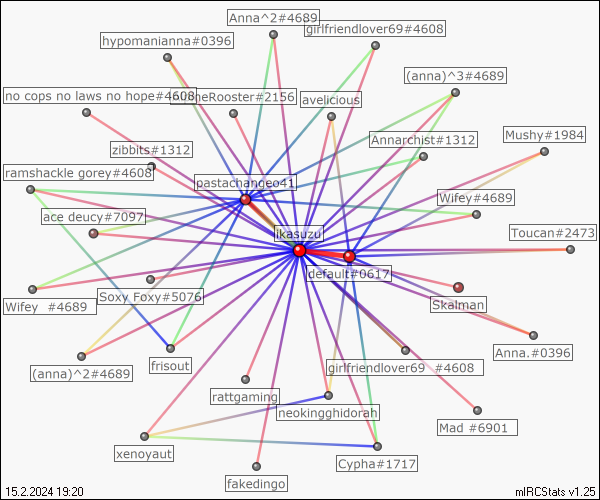 Anna^2#4689
girlfriendlover69#4608
hypomanianna#0396
(anna)^3#4689
no cops no laws no hope#4608
neRooster#2156
avelicious
Annarchist#1312
Mushy#1984
zibbits#1312
ramshackle gorey#4608
pastachangeo41
Wifey#4689
ace deucy#7097
ikasuzu
Toucan#2473
default#0617
Soxy Foxy#5076
Skalman
Wifey #4689
Anna.#0396
(anna)^2#4689
frisout
girlfriendlover69 #4608
rattgaming
neokingghidorah
Mad #6901
xenoyaut
Cypha#1717
fakedingo
15.2.2024 19:20
mIRCStats v1.25